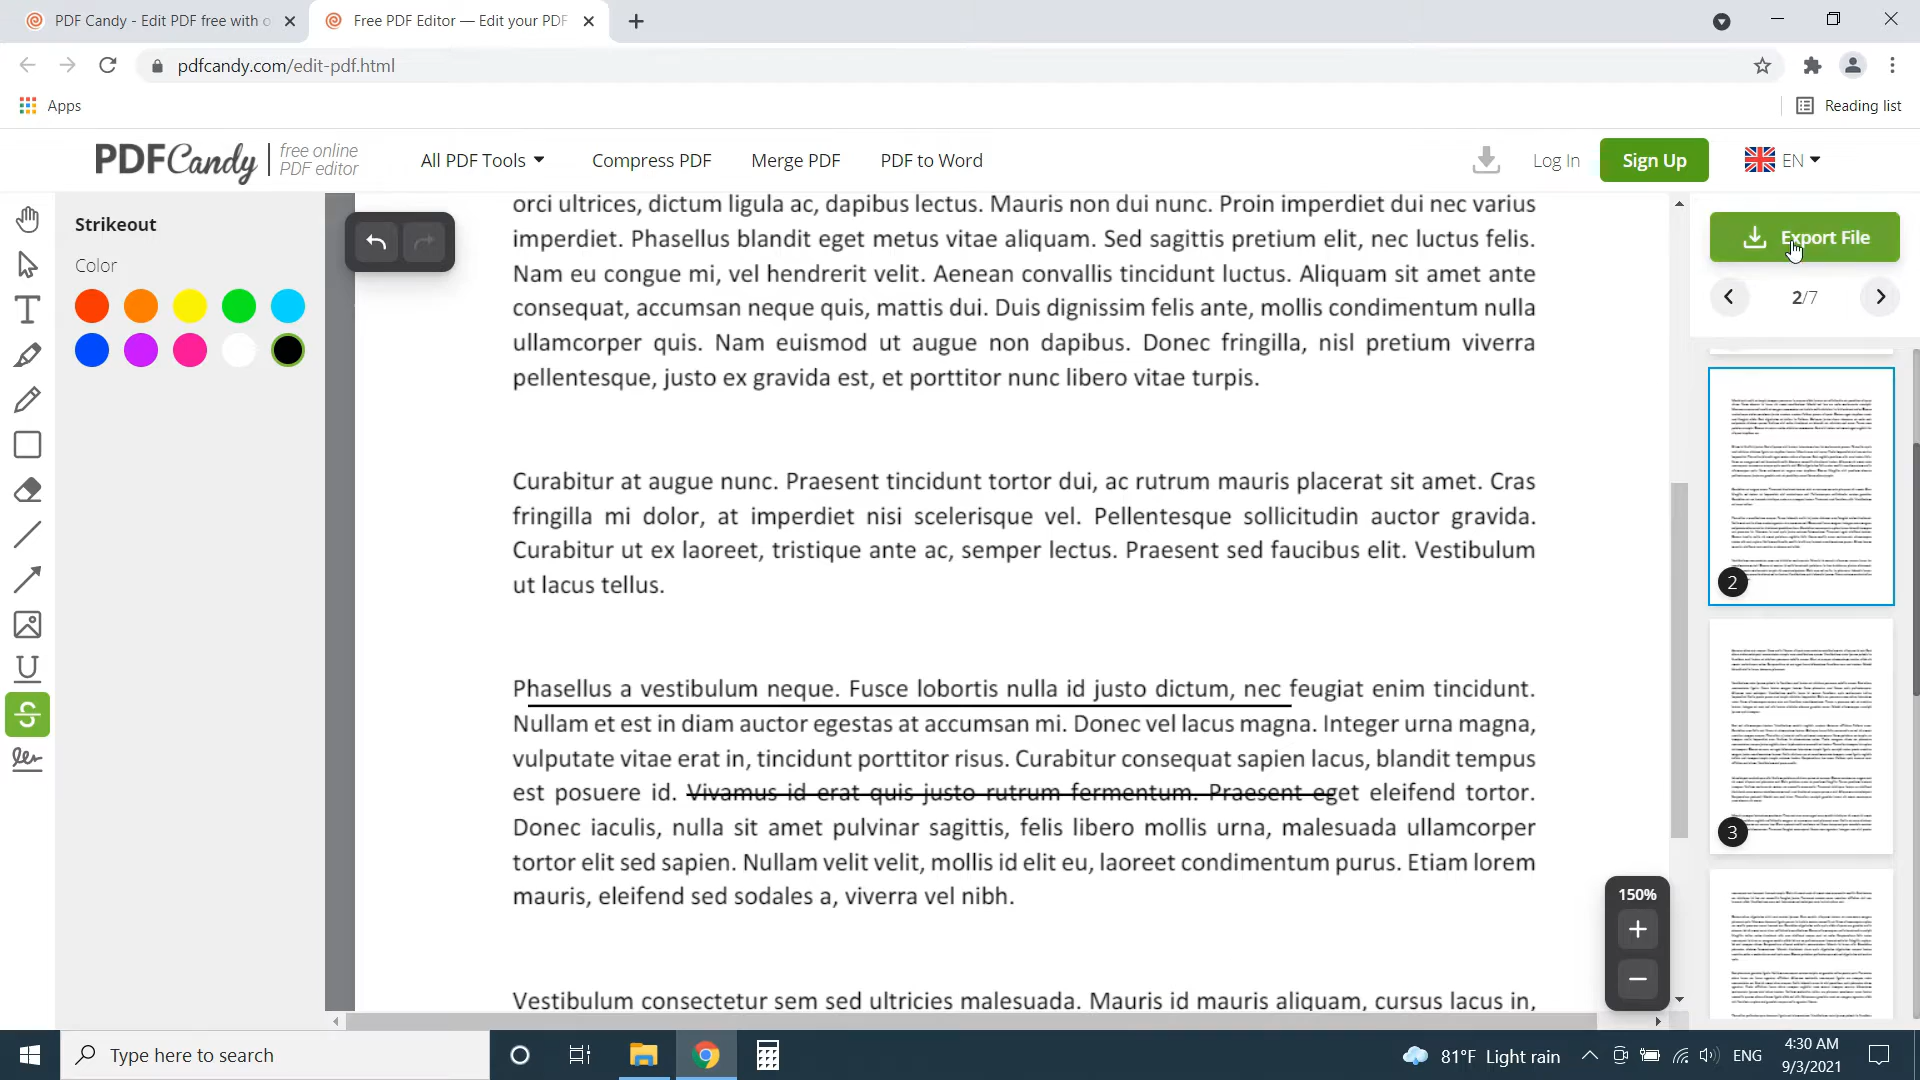 PDF Candy - Edit PDF free with o
Free PDF Editor — Edit your PDF
pdfcandy.com/edit-pdf.html
Apps
Reading list
PDFCandy
free online
PDF editor
All PDF Tools
Compress PDF
Merge PDF
PDF to Word
Log In
Sign Up
EN
Strikeout
Color
Export File
2/7
orci ultrices, dictum ligula ac, dapibus lectus. Mauris non dui nunc. Proin imperdiet dui nec varius
imperdiet. Phasellus blandit eget metus vitae aliquam. Sed sagittis pretium elit, nec luctus felis.
Nam eu congue mi, vel hendrerit velit. Aenean convallis tincidunt luctus. Aliquam sit amet ante
consequat, accumsan neque quis, mattis dui. Duis dignissim felis ante, mollis condimentum nulla
ullamcorper quis. Nam euismod ut augue non dapibus. Donec fringilla, nisl pretium viverra
pellentesque, justo ex gravida est, et porttitor nunc libero vitae turpis.
Curabitur at augue nunc. Praesent tincidunt tortor dui, ac rutrum mauris placerat sit amet. Cras
fringilla mi dolor, at imperdiet nisi scelerisque vel. Pellentesque sollicitudin auctor gravida.
Curabitur ut ex laoreet, tristique ante ac, semper lectus. Praesent sed faucibus elit. Vestibulum
ut lacus tellus.
Phasellus a vestibulum neque. Fusce lobortis nulla id justo dictum, nec feugiat enim tincidunt.
Nullam et est in diam auctor egestas at accumsan mi. Donec vel lacus magna. Integer urna magna,
vulputate vitae erat in, tincidunt porttitor risus. Curabitur consequat sapien lacus, blandit tempus
est posuere id. Vivamus id erat quis justo rutrum fermentum. Praesent eget eleifend tortor.
Donec iaculis, nulla sit amet pulvinar sagittis, felis libero mollis urna, malesuada ullamcorper
tortor elit sed sapien. Nullam velit velit, mollis id elit eu, laoreet condimentum purus. Etiam lorem
mauris, eleifend sed sodales a, viverra vel nibh.
Vestibulum consectetur sem sed ultricies malesuada. Mauris id mauris aliquam, cursus lacus in,
2
3
150%
Type here to search
81°F Light rain
ENG
4:30 AM
9/3/2021